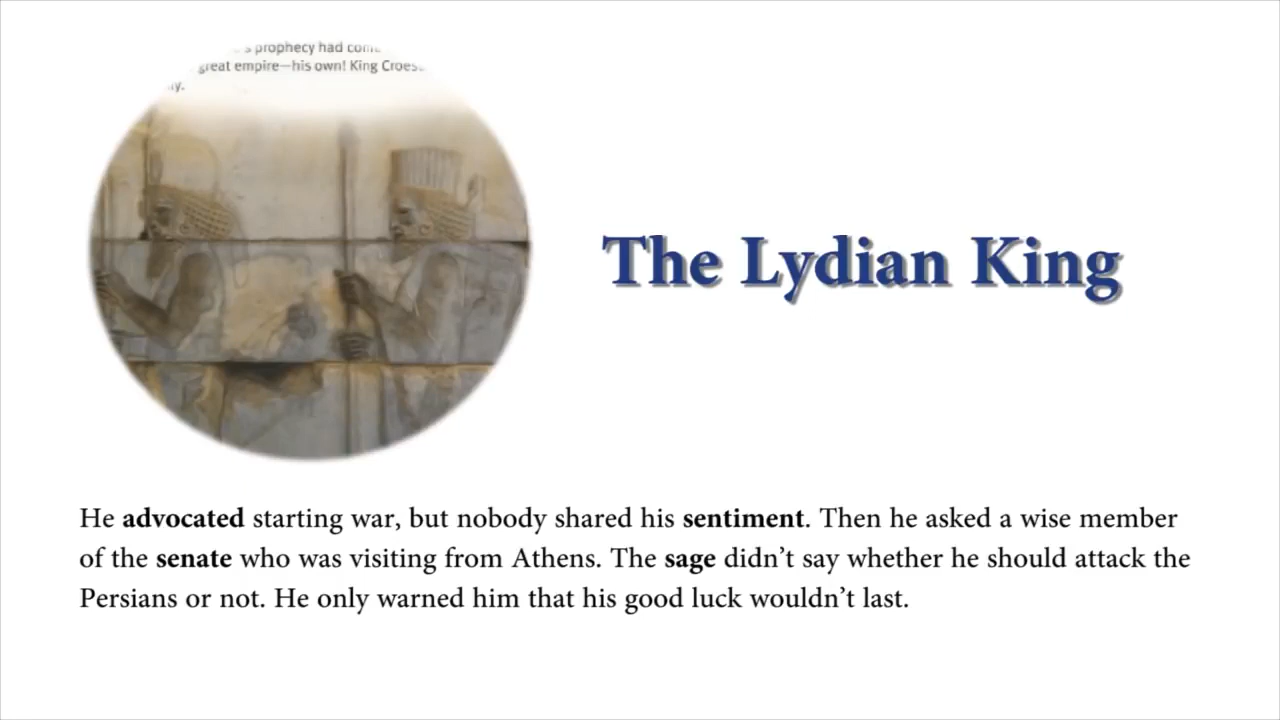 prophecy had
great empire—his own! King
The Lydian King
He advocated starting war, but nobody shared his sentiment. Then he asked a wise member
of the senate who was visiting from Athens. The sage didn’t say whether he should attack the
Persians or not. He only warned him that his good luck wouldn’t last.